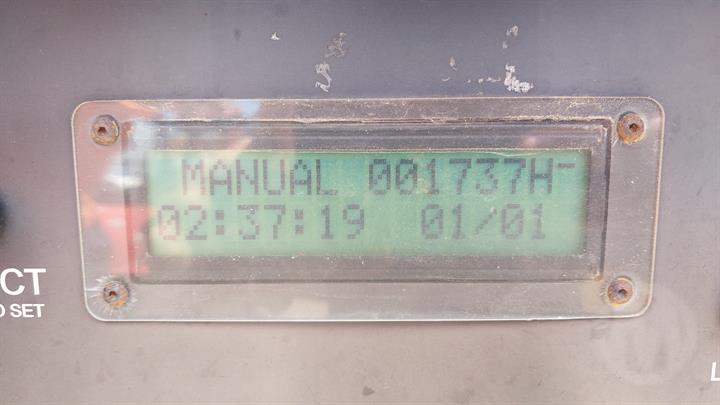 MANUAL 001737H-
02:37:19 01/01
CT
SET
L